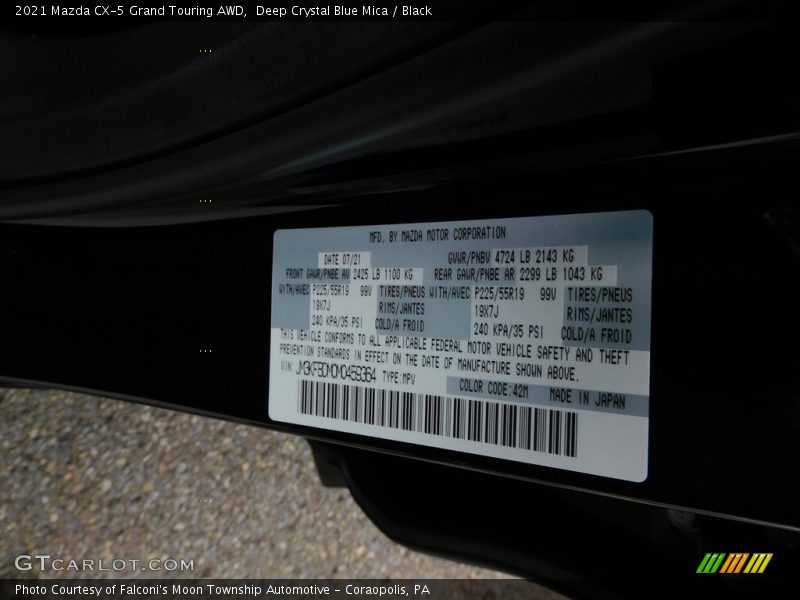 2021 Mazda CX-5 Grand Touring AWD, Deep Crystal Blue Mica / Black
MFD. BY MAZDA MOTOR CORPORATION
DATE 07/21 GVWR/PNBV 4724 LB 2143 KG
FRONT GAWR/PNBE AV 2425 LB 1100 KG REAR GAWR/PNBE AR 2299 LB 1043 KG
WITH/AVEC P225/55R19 99V TIRES/PNEUS WITH/AVEC P225/55R19 99V TIRES/PNEUS
19X7J RIMS/JANTES 19X7J RIMS/JANTES
240 KPA/35 PSI COLD/A FROID 240 KPA/35 PSI COLD/A FROID
THIS VEHICLE CONFORMS TO ALL APPLICABLE FEDERAL MOTOR VEHICLE SAFETY AND THEFT
PREVENTION STANDARDS IN EFFECT ON THE DATE OF MANUFACTURE SHOWN ABOVE.
VIN: JM3KFBDM0M0459364 TYPE:MPV
COLOR CODE:42M MADE IN JAPAN
GTCARLOT.COM
Photo Courtesy of Falconi's Moon Township Automotive - Coraopolis, PA